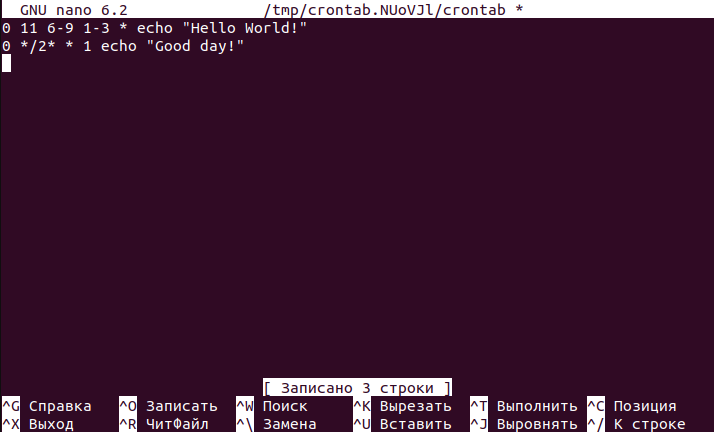 GNU nano 6.2 /tmp/crontab.NUoVJl/crontab *
0 11 6-9 1-3 * echo "Hello World!"
0 */2* * 1 echo "Good day!"
[ Записано 3 строки ]
^G Справка ^O Записать ^W Поиск ^K Вырезать ^T Выполнить ^C Позиция
^X Выход ^R ЧитФайл ^\ Замена ^U Вставить ^J Выровнять ^/ К строке